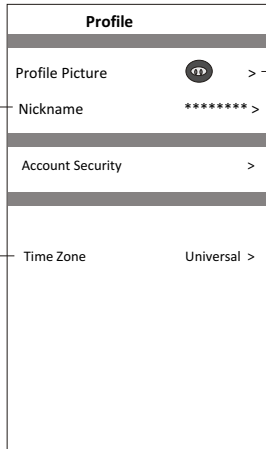 Profile
Profile Picture >
Nickname ******** >
Account Security >
Time Zone Universal >